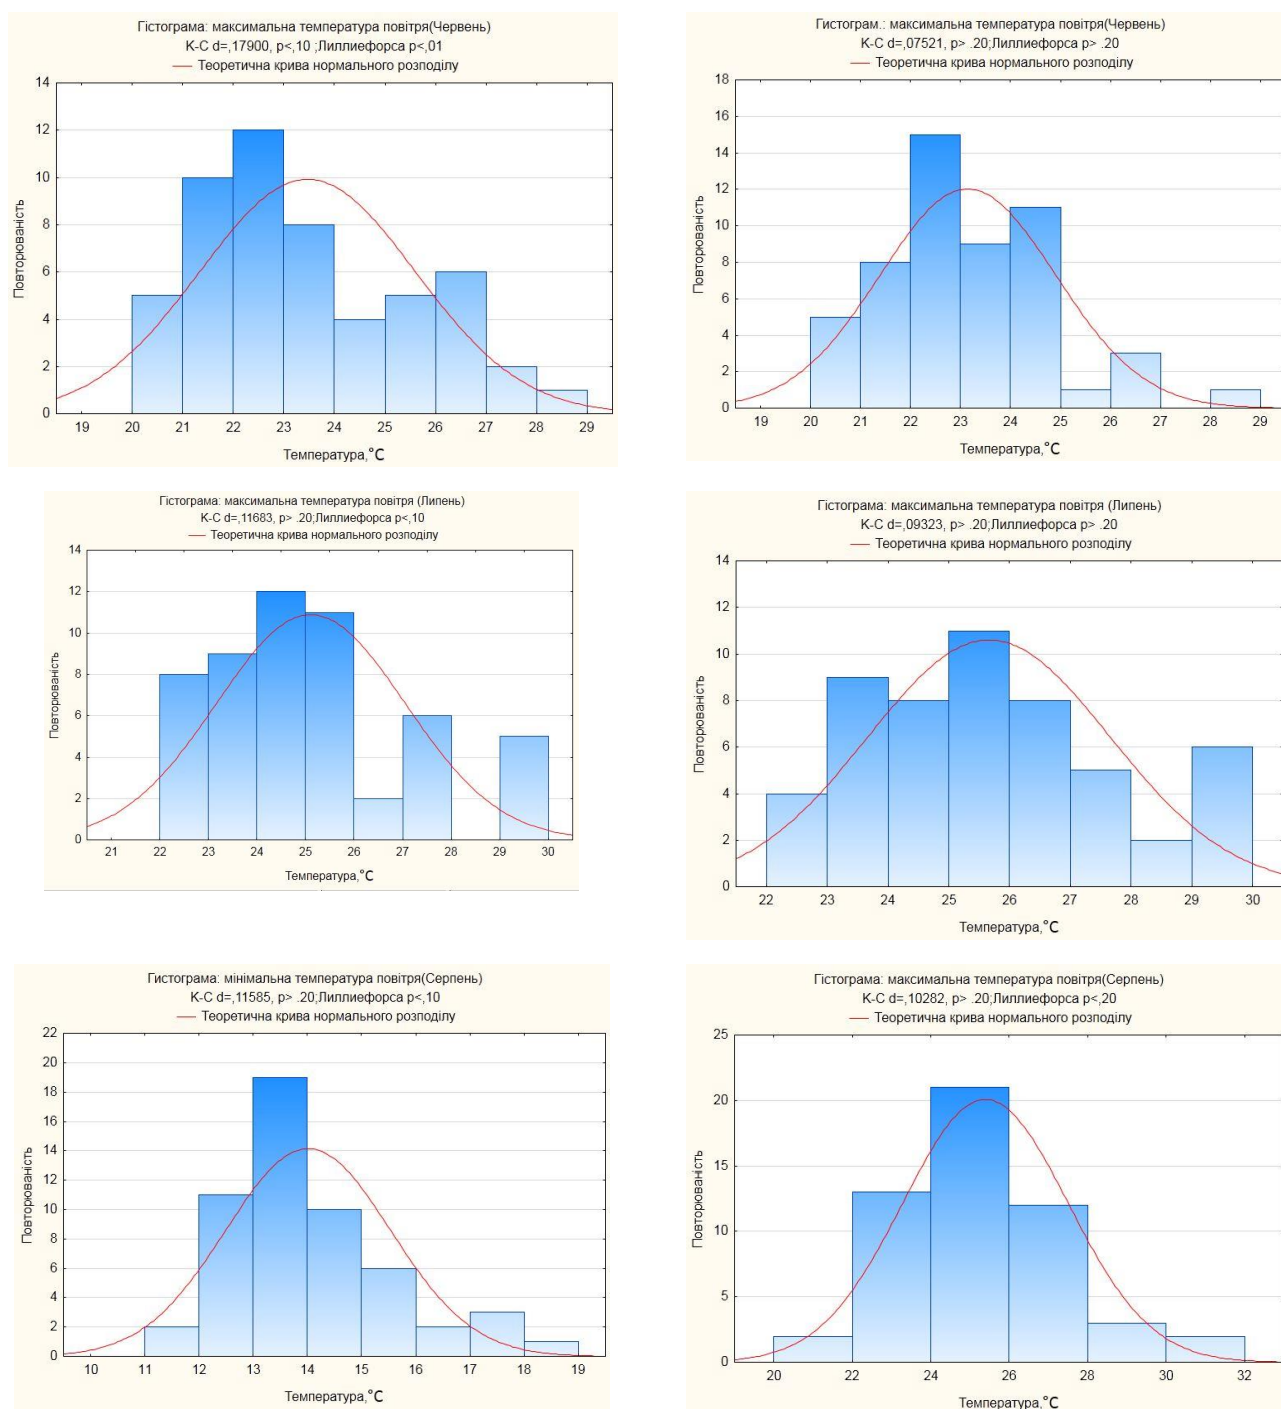 Гістограма: максимальна температура повітря(Червень)
К-С d=,17900, p<,10 ;Лиллиефорса p<,01
Теоретична крива нормального розподілу
14
12
10
8
6
4
2
0
Повторюваність
19 20 21 22 23 24 25 26 27 28 29
Температура,°C
Гистограм.: максимальна температура повітря(Червень)
К-С d=,07521, p> .20;Лиллиефорса p> .20
Теоретична крива нормального розподілу
18
16
14
12
10
8
6
4
2
0
Повторюваність
19 20 21 22 23 24 25 26 27 28 29
Температура,°C
Гістограма: максимальна температура повітря (Липень)
К-С d=,11683, p> .20;Лиллиефорса p<,10
Теоретична крива нормального розподілу
14
12
10
8
6
4
2
0
Повторюваність
21 22 23 24 25 26 27 28 29 30
Температура,°C
Гістограма: максимальна температура повітря (Липень)
К-С d=,09323, p> .20;Лиллиефорса p> .20
Теоретична крива нормального розподілу
14
12
10
8
6
4
2
0
Повторюваність
22 23 24 25 26 27 28 29 30
Температура,°C
Гистограма: мінімальна температура повітря(Серпень)
К-С d=,11585, p> .20;Лиллиефорса p<,10
Теоретична крива нормального розподілу
22
20
18
16
14
12
10
8
6
4
2
0
Повторюваність
10 11 12 13 14 15 16 17 18 19
Температура,°C
Гістограма: максимальна температура повітря(Серпень)
К-С d=,10282, p> .20;Лиллиефорса p<,20
Теоретична крива нормального розподілу
25
20
15
10
5
0
Повторюваність
20 22 24 26 28 30 32
Температура,°C